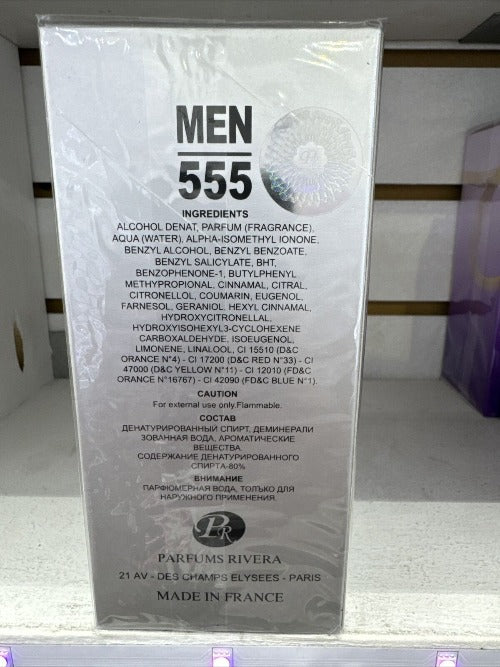 MEN
555
INGREDIENTS
ALCOHOL DENAT, PARFUM (FRAGRANCE),
AQUA (WATER), ALPHA-ISOMETHYL IONONE,
BENZYL ALCOHOL, BENZYL BENZOATE,
BENZYL SALICYLATE, BHT,
BENZOPHENONE-1, BUTYLPHENYL
METHYPROPIONAL, CINNAMAL, CITRAL,
CITRONELLOL, COUMARIN, EUGENOL,
FARNESOL, GERANIOL, HEXYL CINNAMAL,
HYDROXYCITRONELLAL,
HYDROXYISOHEXYL3-CYCLOHEXENE
CARBOXALDEHYDE, ISOEUGENOL,
LIMONENE, LINALOOL, CI 15510 (D&C
ORANE N°4) - CI 17200 (D&C RED N°33) - CI
47000 (D&C YELLOW N°11) - CI 12010 (FD&C
ORANE N°16767) - CI 42090 (FD&C BLUE N°1).
CAUTION
For external use only.Flammable.
СОСТАВ
ДЕНАТУРИРОВАННЫЙ СПИРТ, ДЕМИНЕРАЛИ
ЗОВАННАЯ ВОДА, АРОМАТИЧЕСКИЕ
ВЕЩЕСТВА.
СОДЕРЖАНИЕ ДЕНАТУРИРОВАННОГО
СПИРТА-80%
ВНИМАНИЕ
ПАРФЮМЕРНАЯ ВОДА, ТОЛЬКО ДЛЯ
НАРУЖНОГО ПРИМЕНЕНИЯ.
PR
PARFUMS RIVERA
21 AV - DES CHAMPS ELYSEES - PARIS
MADE IN FRANCE